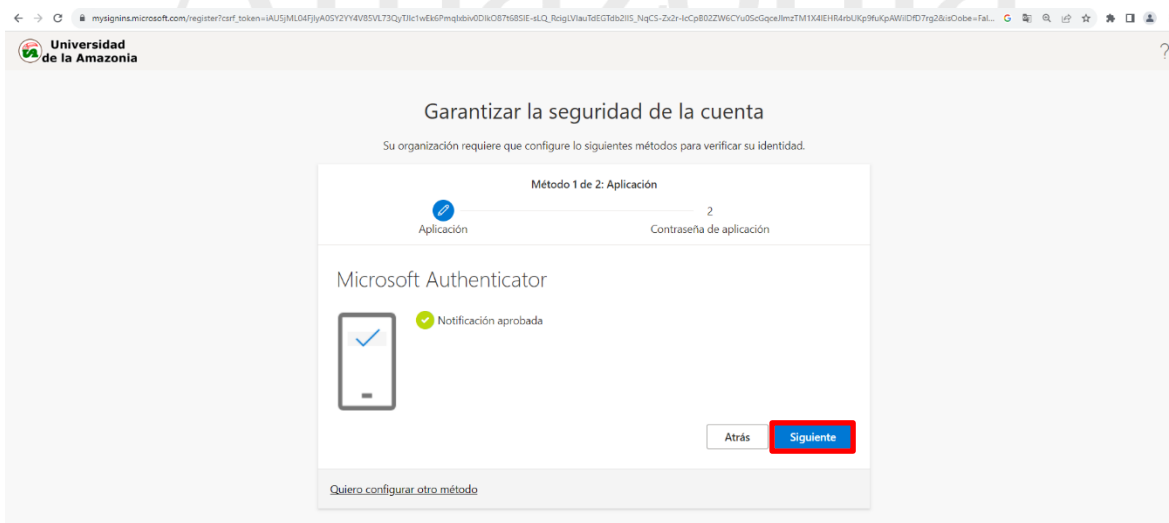 Universidad
de la Amazonia
?
Garantizar la seguridad de la cuenta
Su organización requiere que configure lo siguientes métodos para verificar su identidad.
Método 1 de 2: Aplicación
2
Aplicación
Contraseña de aplicación
Microsoft Authenticator
Notificación aprobada
Atrás
Siguiente
Quiero configurar otro método